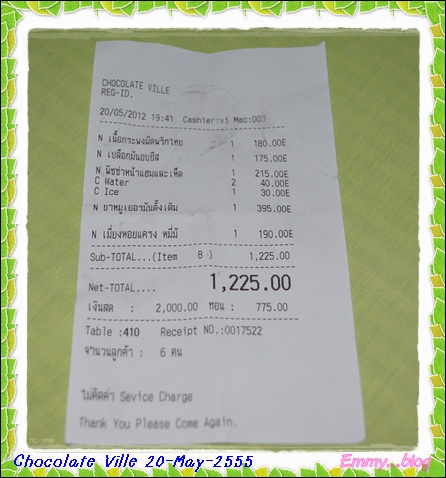 CHOCOLATE VILLE
REG-ID.
20/05/2012 19:41 Cashier:vi Mac:003
N เนื้อกระพงผัดพริกไทย 1 180.00E
N เปลือกมันอบชีส 1 175.00E
N พิซซ่าหน้าแฮมและเห็ด 1 215.00E
C Water 2 40.00E
C Ice 1 30.00E
N ขาหมูเยอรมันดั้งเดิม 1 395.00E
N เมี่ยงหอยแครง หมี่ม้ 1 190.00E
Sub-TOTAL...(Item 8 ) 1,225.00
Net-TOTAL.... 1,225.00
เงินสด : 2,000.00 ทอน : 775.00
Table :410 Receipt NO.:0017522
จำนวนลูกค้า : 6 คน
ไม่คิดค่า Sevice Charge
Thank You Please Come Again.
Chocolate Ville 20-May-2555
Emmy..blog